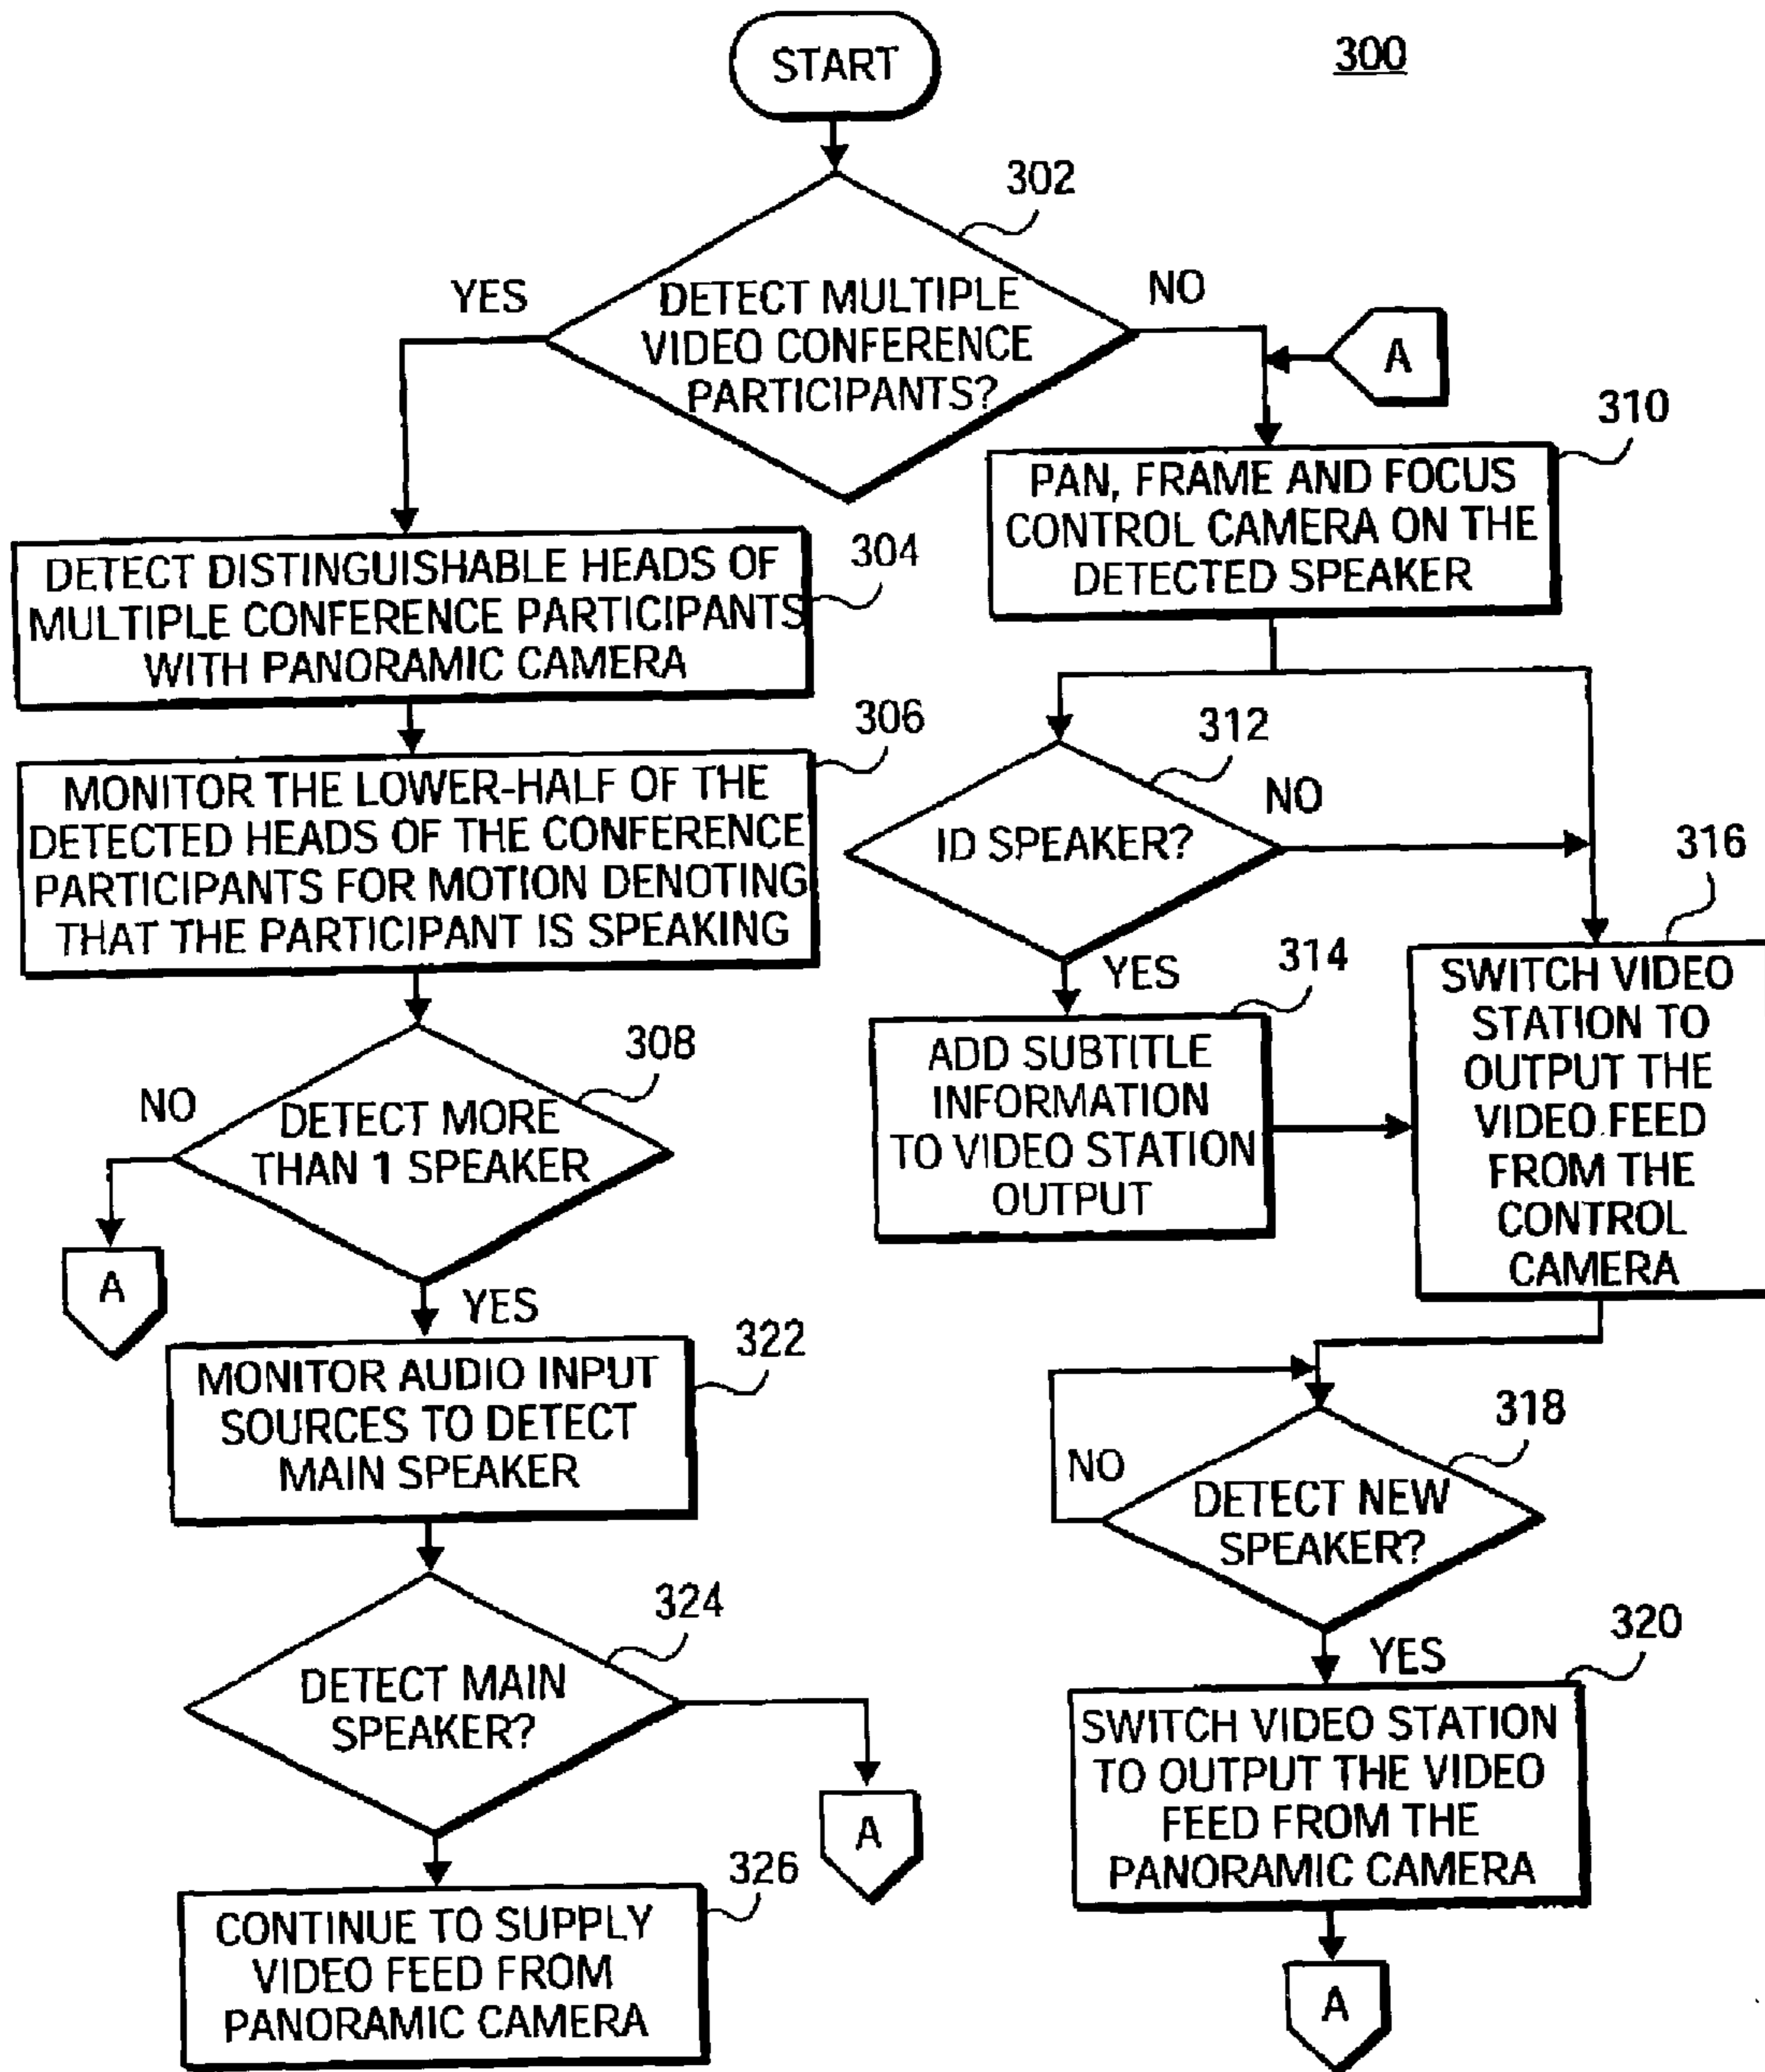 START
300
302
YES
DETECT MULTIPLE
VIDEO CONFERENCE
PARTICIPANTS?
NO
A
310
PAN, FRAME AND FOCUS
CONTROL CAMERA ON THE
DETECTED SPEAKER
304
DETECT DISTINGUISHABLE HEADS OF
MULTIPLE CONFERENCE PARTICIPANTS
WITH PANORAMIC CAMERA
306
MONITOR THE LOWER-HALF OF THE
DETECTED HEADS OF THE CONFERENCE
PARTICIPANTS FOR MOTION DENOTING
THAT THE PARTICIPANT IS SPEAKING
312
NO
ID SPEAKER?
YES
314
ADD SUBTITLE
INFORMATION
TO VIDEO STATION
OUTPUT
316
SWITCH VIDEO
STATION TO
OUTPUT THE
VIDEO FEED
FROM THE
CONTROL
CAMERA
308
NO
DETECT MORE
THAN 1 SPEAKER
A
YES
322
MONITOR AUDIO INPUT
SOURCES TO DETECT
MAIN SPEAKER
318
NO
DETECT NEW
SPEAKER?
YES
324
DETECT MAIN
SPEAKER?
A
320
SWITCH VIDEO STATION
TO OUTPUT THE VIDEO
FEED FROM THE
PANORAMIC CAMERA
326
CONTINUE TO SUPPLY
VIDEO FEED FROM
PANORAMIC CAMERA
A